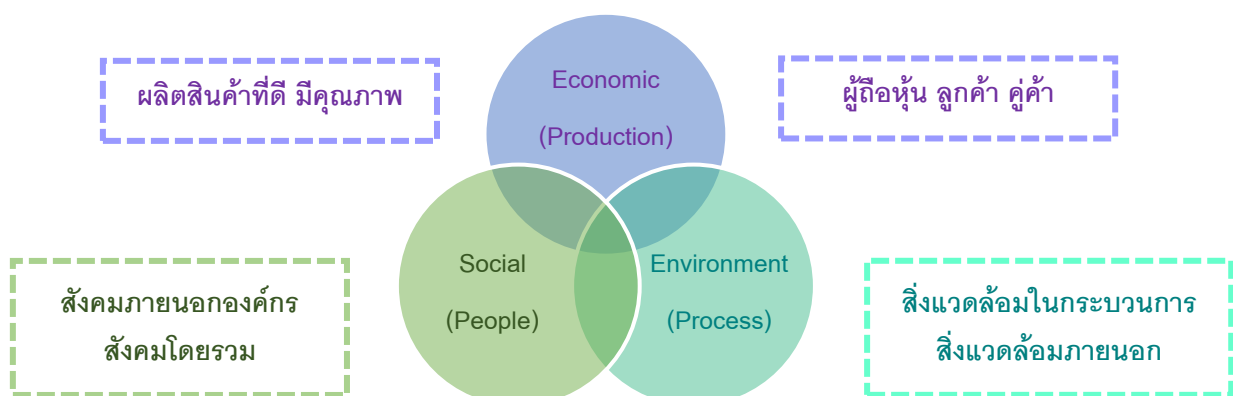 ผลิตสินค้าที่ดี มีคุณภาพ
Economic
(Production)
ผู้ถือหุ้น ลูกค้า คู่ค้า
สังคมภายนอกองค์กร
สังคมโดยรวม
Social
(People)
Environment
(Process)
สิ่งแวดล้อมในกระบวนการ
สิ่งแวดล้อมภายนอก